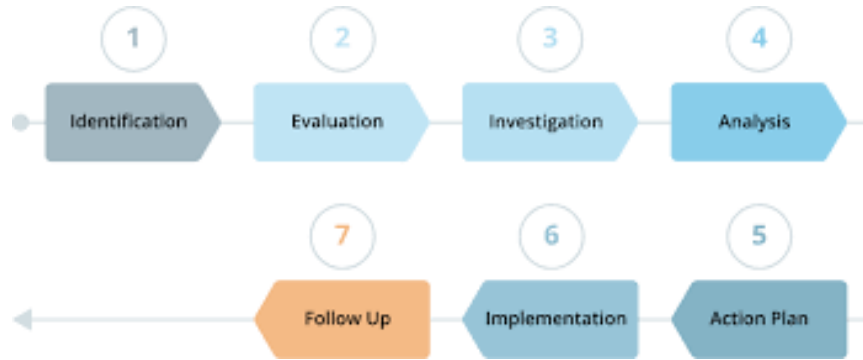 1
2
3
4
Identification
Evaluation
Investigation
Analysis
7
6
5
Follow Up
Implementation
Action Plan